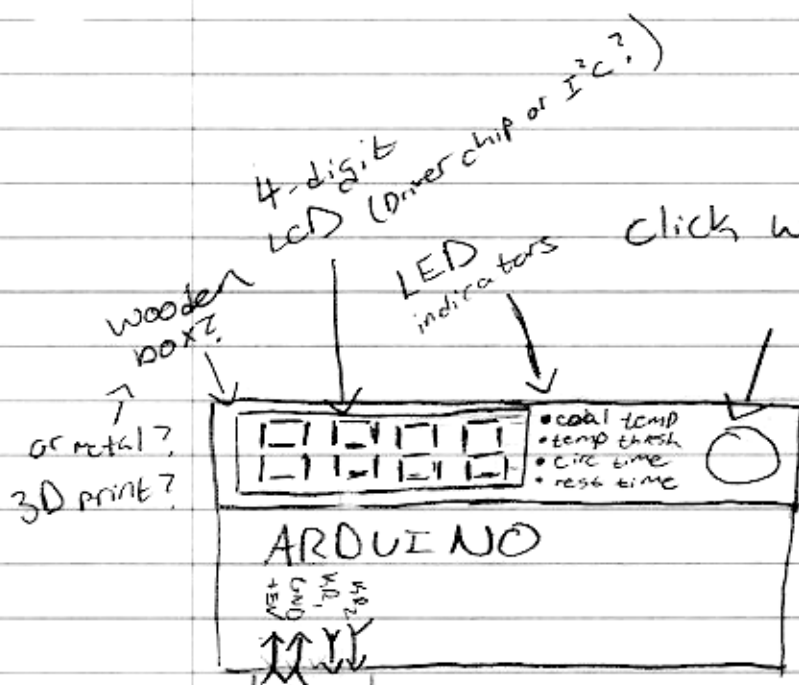 4-digit
LCD (Driver chip or I²C?)
LED
indicators
Click
wooden
box?
or metal?
3D print?
• coal temp
• temp thresh
• circ time
• rest time
ARDUINO
GND